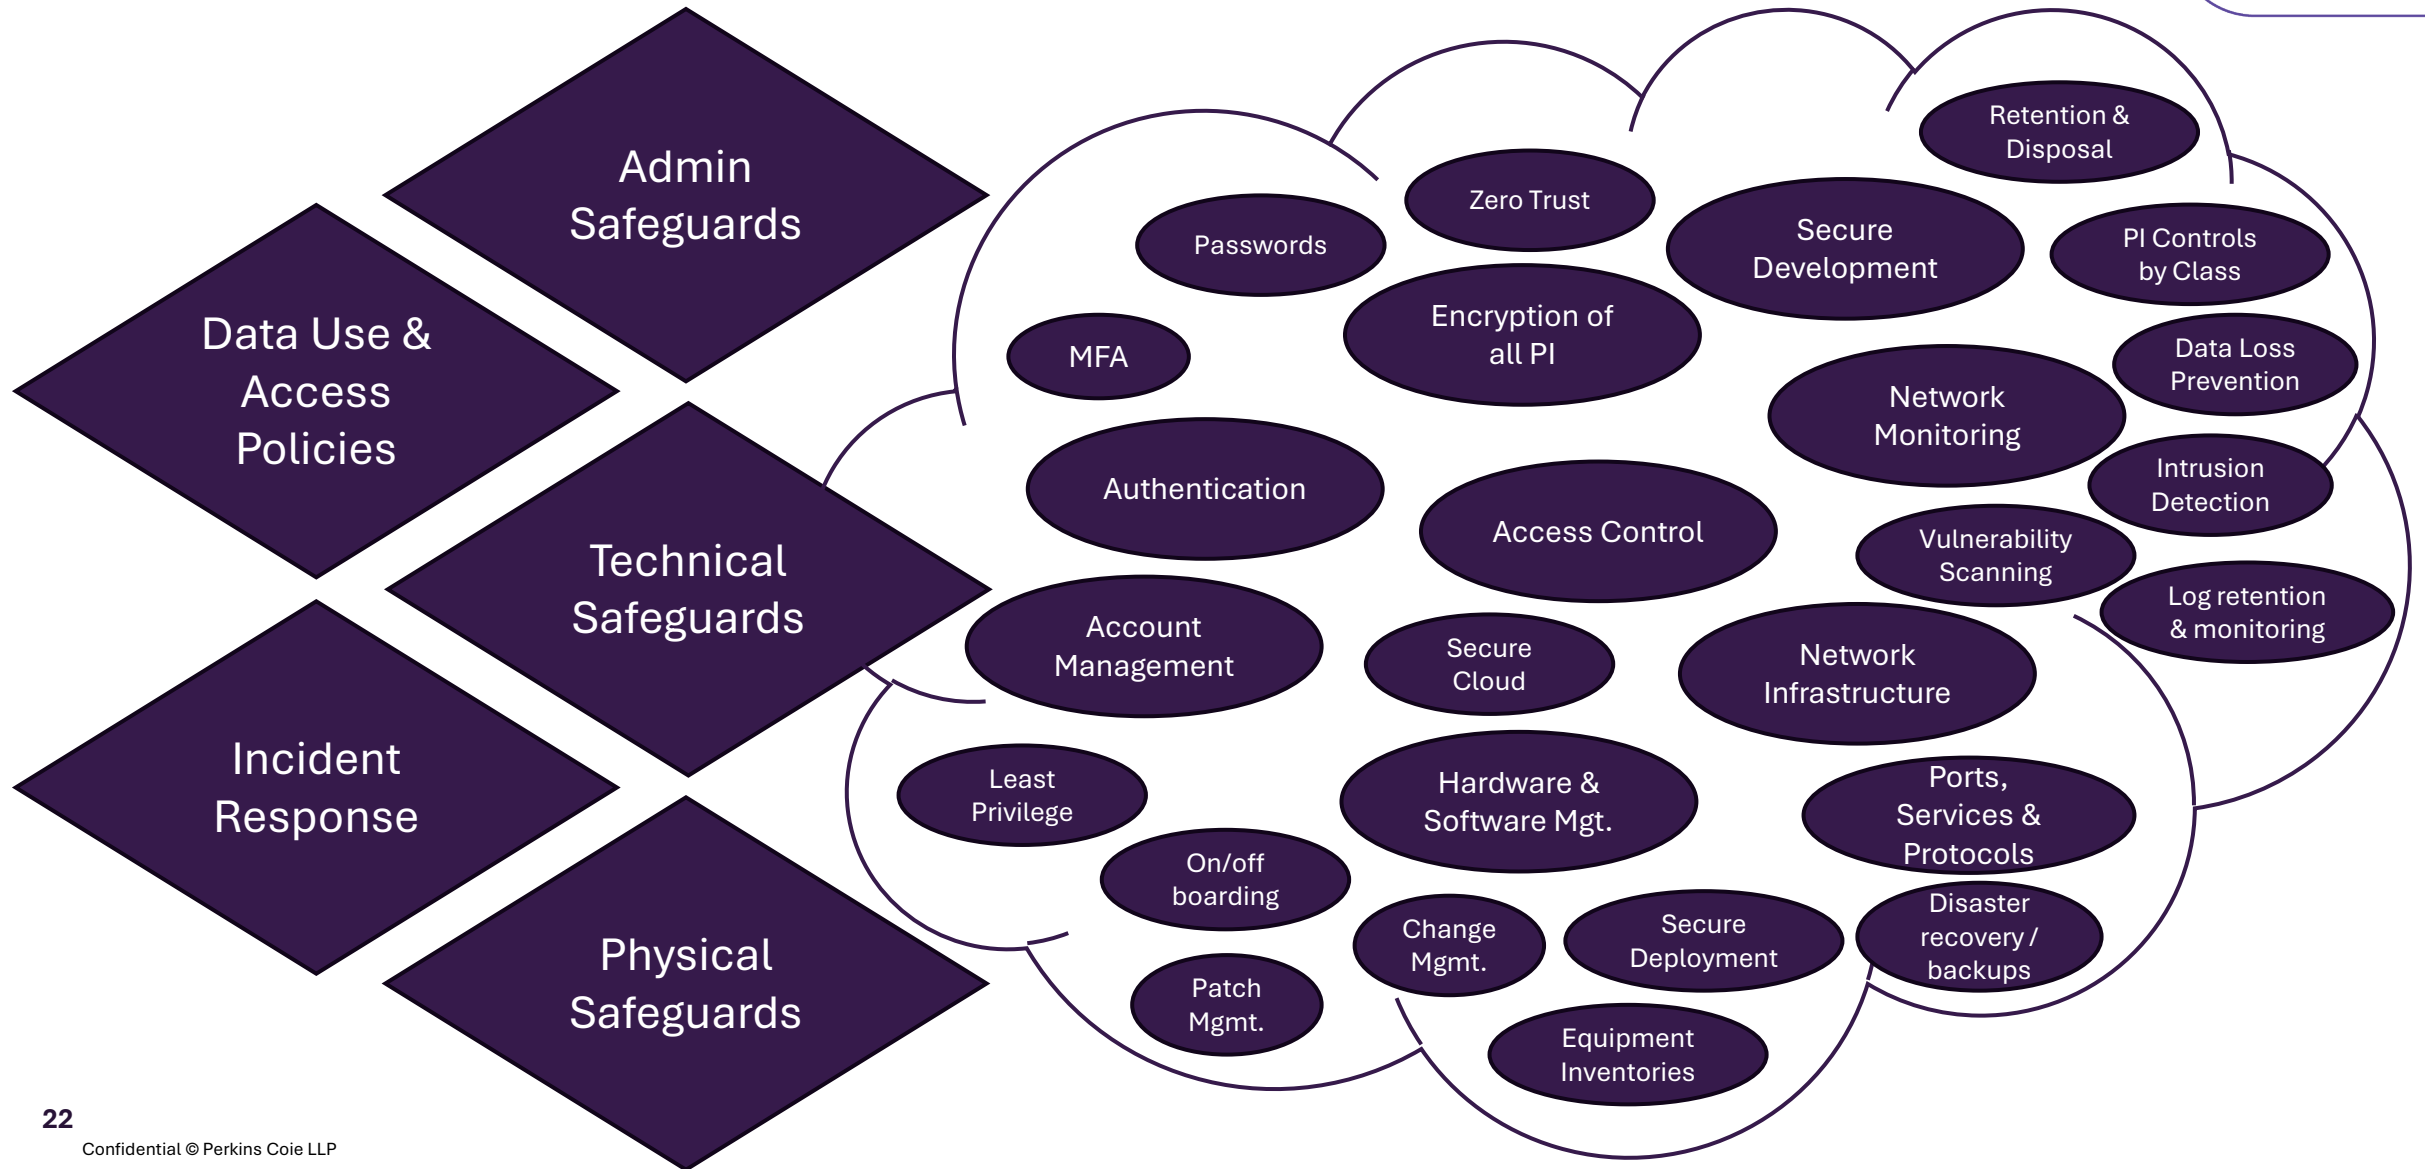 Admin
Safeguards
Data Use &
Access
Policies
Technical
Safeguards
Incident
Response
Physical
Safeguards
Retention &
Disposal
Zero Trust
Passwords
Secure
Development
PI Controls
by Class
Encryption of
all PI
MFA
Data Loss
Prevention
Network
Monitoring
Authentication
Intrusion
Detection
Access Control
Vulnerability
Scanning
Log retention
& monitoring
Account
Management
Secure
Cloud
Network
Infrastructure
Least
Privilege
Hardware &
Software Mgt.
Ports,
Services &
Protocols
On/off
boarding
Change
Mgmt.
Secure
Deployment
Disaster
recovery /
backups
Patch
Mgmt.
Equipment
Inventories
22
Confidential © Perkins Coie LLP